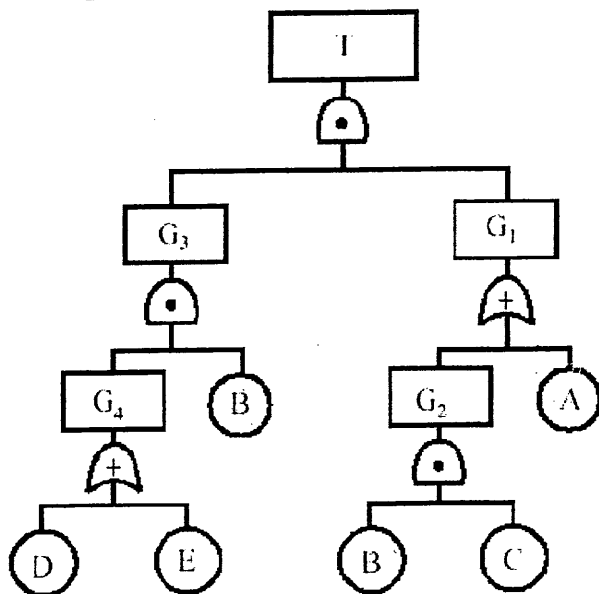 T
•
G₃ G₁
• +
G₄ B G₂ A
+ •
D E B C